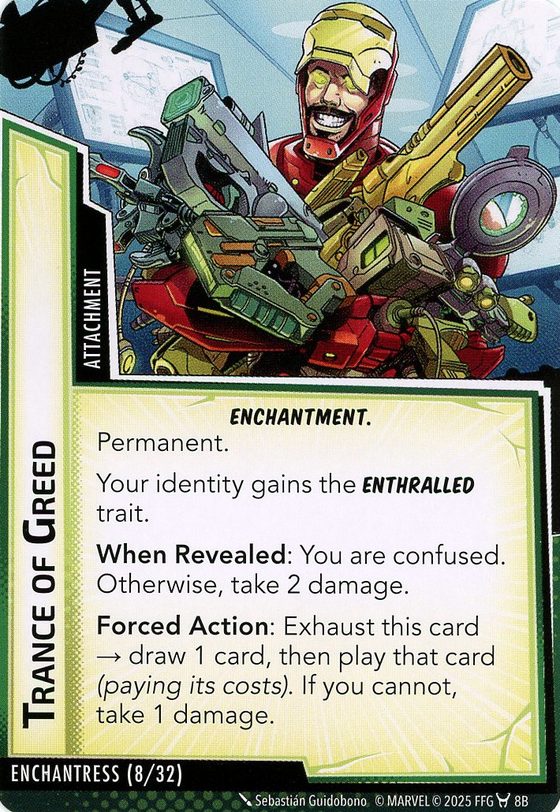 ATTACHMENT
TRANCE OF GREED
ENCHANTMENT.
Permanent.
Your identity gains the ENTHRALLED
trait.
When Revealed: You are confused.
Otherwise, take 2 damage.
Forced Action: Exhaust this card
→ draw 1 card, then play that card
(paying its costs). If you cannot,
take 1 damage.
ENCHANTRESS (8/32)
Sebastián Guidobono © MARVEL © 2025 FFG 8B